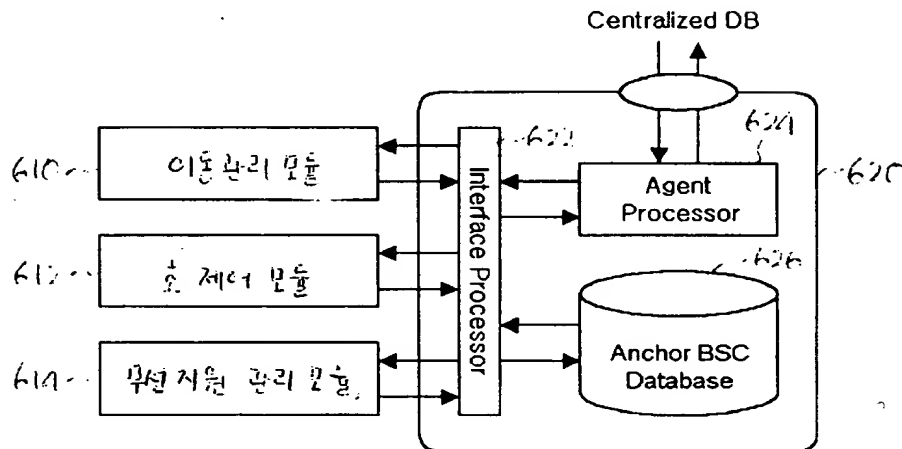 Centralized DB
622
624
610
이동관리 모듈
Interface Processor
Agent
Processor
620
612
호 제어 모듈
626
Anchor BSC
Database
614
무선자원 관리 모듈